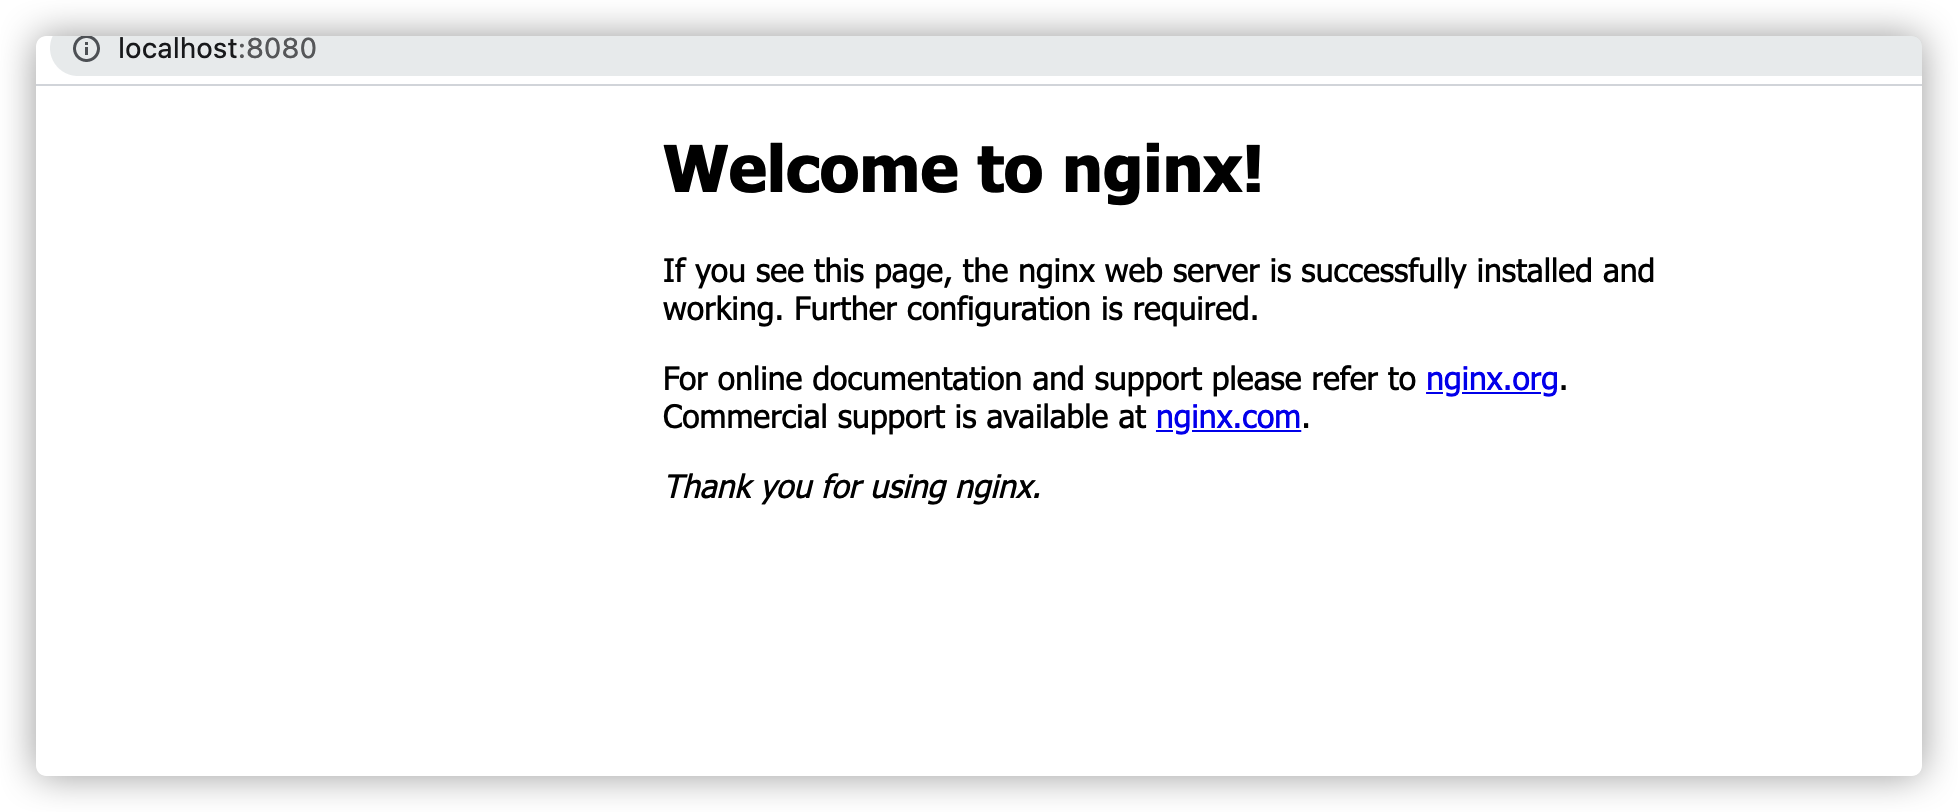 localhost:8080
Welcome to nginx!
If you see this page, the nginx web server is successfully installed and
working. Further configuration is required.
For online documentation and support please refer to nginx.org.
Commercial support is available at nginx.com.
Thank you for using nginx.